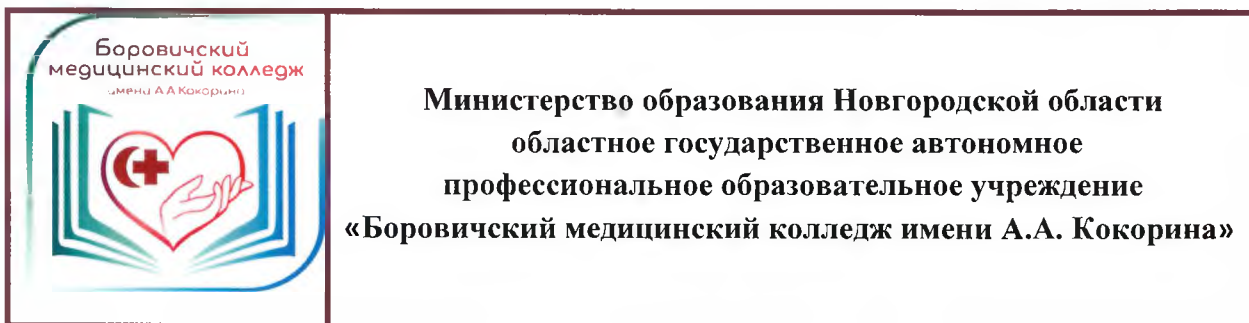 Боровичский
медицинский колледж
имени А.А.Кокорина
Министерство образования Новгородской области
областное государственное автономное
профессиональное образовательное учреждение
«Боровичский медицинский колледж имени А.А. Кокорина»